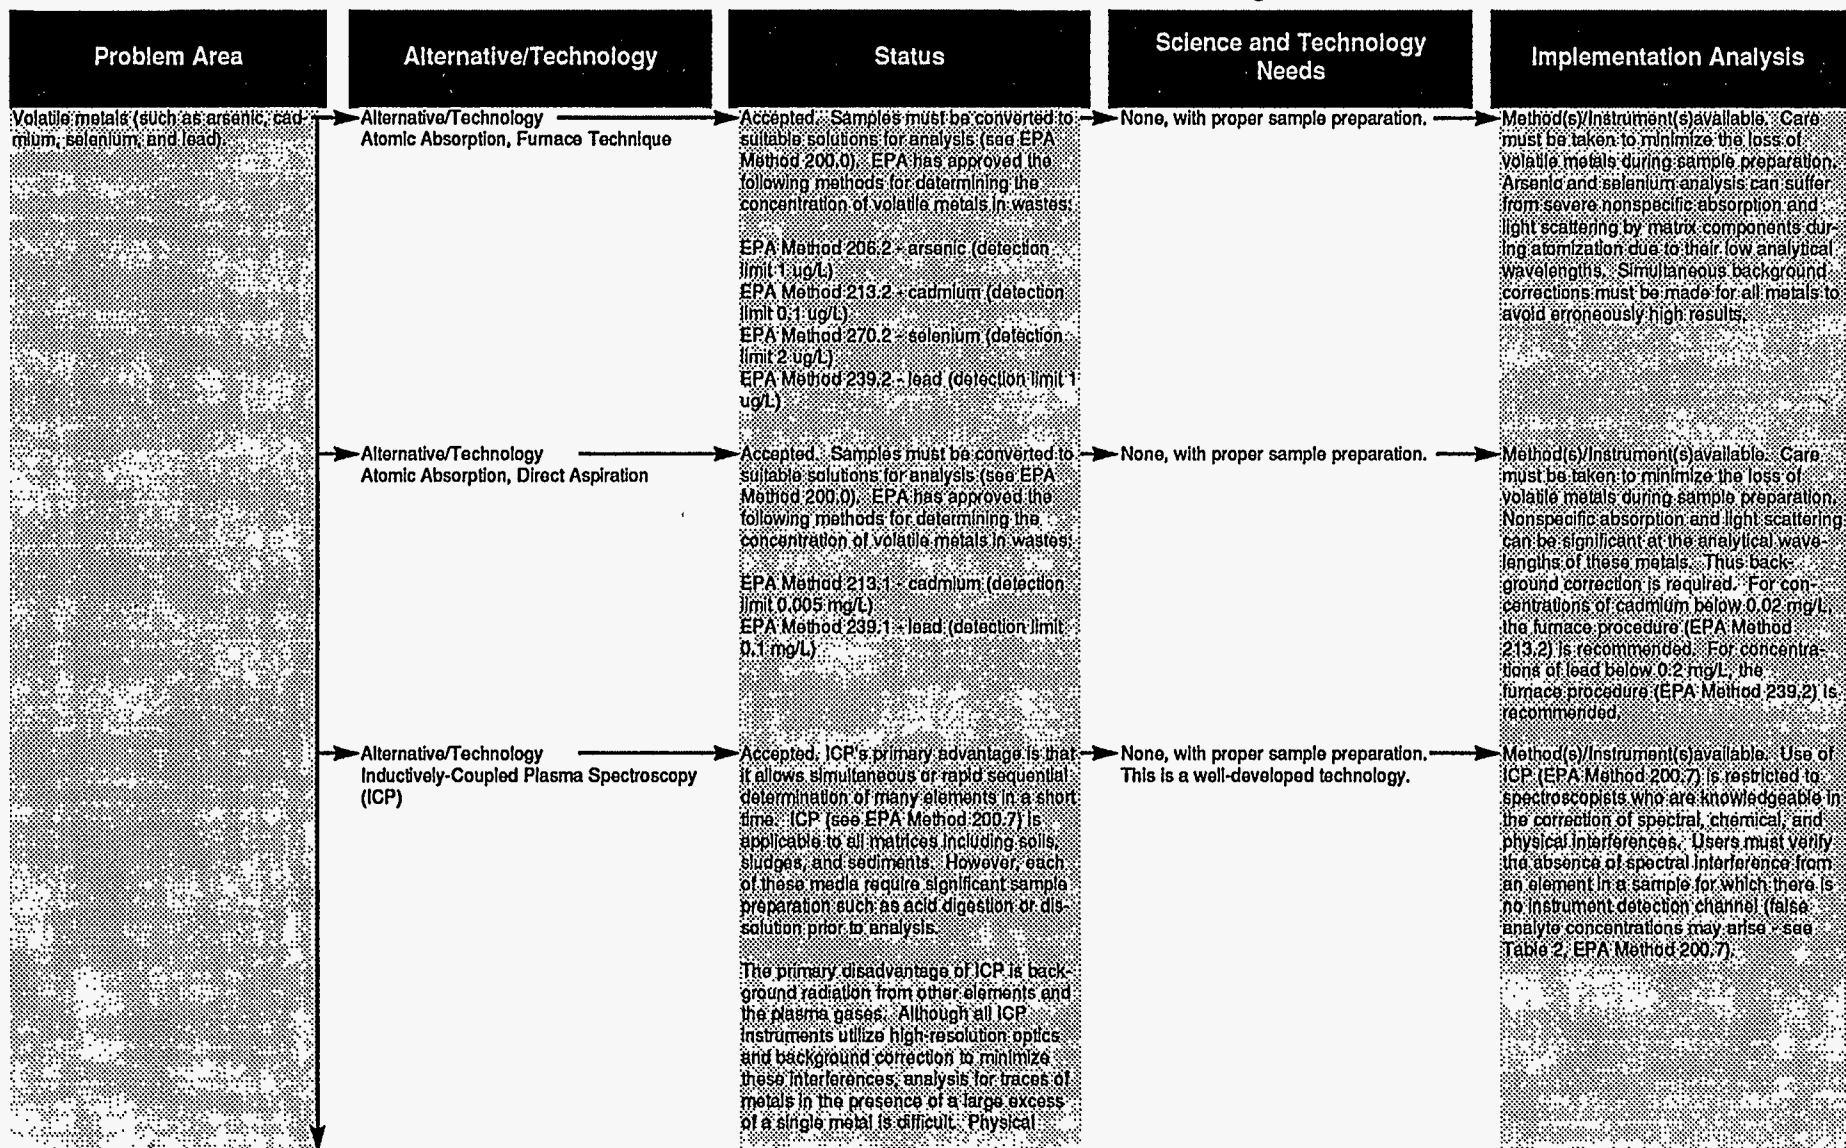 Problem Area
Alternative/Technology
Status
Science and Technology
Needs
Implementation Analysis
Volatile metals (such as arsenic, cad-
mium, selenium, and lead).
Alternative/Technology
Atomic Absorption, Furnace Technique
Accepted. Samples must be converted to
suitable solutions for analysis (see EPA
Method 200.0). EPA has approved the
following methods for determining the
concentration of volatile metals in wastes:
EPA Method 206.2 - arsenic (detection
limit 1 ug/L)
EPA Method 213.2 - cadmium (detection
limit 0.1 ug/L)
EPA Method 270.2 - selenium (detection
limit 2 ug/L)
EPA Method 239.2 - lead (detection limit 1
ug/L)
None, with proper sample preparation.
Method(s)/Instrument(s)available. Care
must be taken to minimize the loss of
volatile metals during sample preparation.
Arsenic and selenium analysis can suffer
from severe nonspecific absorption and
light scattering by matrix components dur-
ing atomization due to their low analytical
wavelengths. Simultaneous background
corrections must be made for all metals to
avoid erroneously high results.
Alternative/Technology
Atomic Absorption, Direct Aspiration
Accepted. Samples must be converted to
suitable solutions for analysis (see EPA
Method 200.0). EPA has approved the
following methods for determining the
concentration of volatile metals in wastes:
EPA Method 213.1 - cadmium (detection
limit 0.005 mg/L)
EPA Method 239.1 - lead (detection limit
0.1 mg/L)
None, with proper sample preparation.
Method(s)/Instrument(s)available. Care
must be taken to minimize the loss of
volatile metals during sample preparation.
Nonspecific absorption and light scattering
can be significant at the analytical wave-
lengths of these metals. Thus back-
ground correction is required. For con-
centrations of cadmium below 0.02 mg/L,
the furnace procedure (EPA Method
213.2) is recommended. For concentra-
tions of lead below 0.2 mg/L, the
furnace procedure (EPA Method 239.2) is
recommended.
Alternative/Technology
Inductively-Coupled Plasma Spectroscopy
(ICP)
Accepted. ICP's primary advantage is that
it allows simultaneous or rapid sequential
determination of many elements in a short
time. ICP (see EPA Method 200.7) is
applicable to all matrices including soils,
sludges, and sediments. However, each
of these media require significant sample
preparation such as acid digestion or dis-
solution prior to analysis.
The primary disadvantage of ICP is back-
ground radiation from other elements and
the plasma gases. Although all ICP
instruments utilize high-resolution optics
and background correction to minimize
these interferences, analysis for traces of
metals in the presence of a large excess
of a single metal is difficult. Physical
None, with proper sample preparation.
This is a well-developed technology.
Method(s)/Instrument(s)available. Use of
ICP (EPA Method 200.7) is restricted to
spectroscopists who are knowledgeable in
the correction of spectral, chemical, and
physical interferences. Users must verify
the absence of spectral interference from
an element in a sample for which there is
no instrument detection channel (false
analyte concentrations may arise - see
Table 2, EPA Method 200.7).